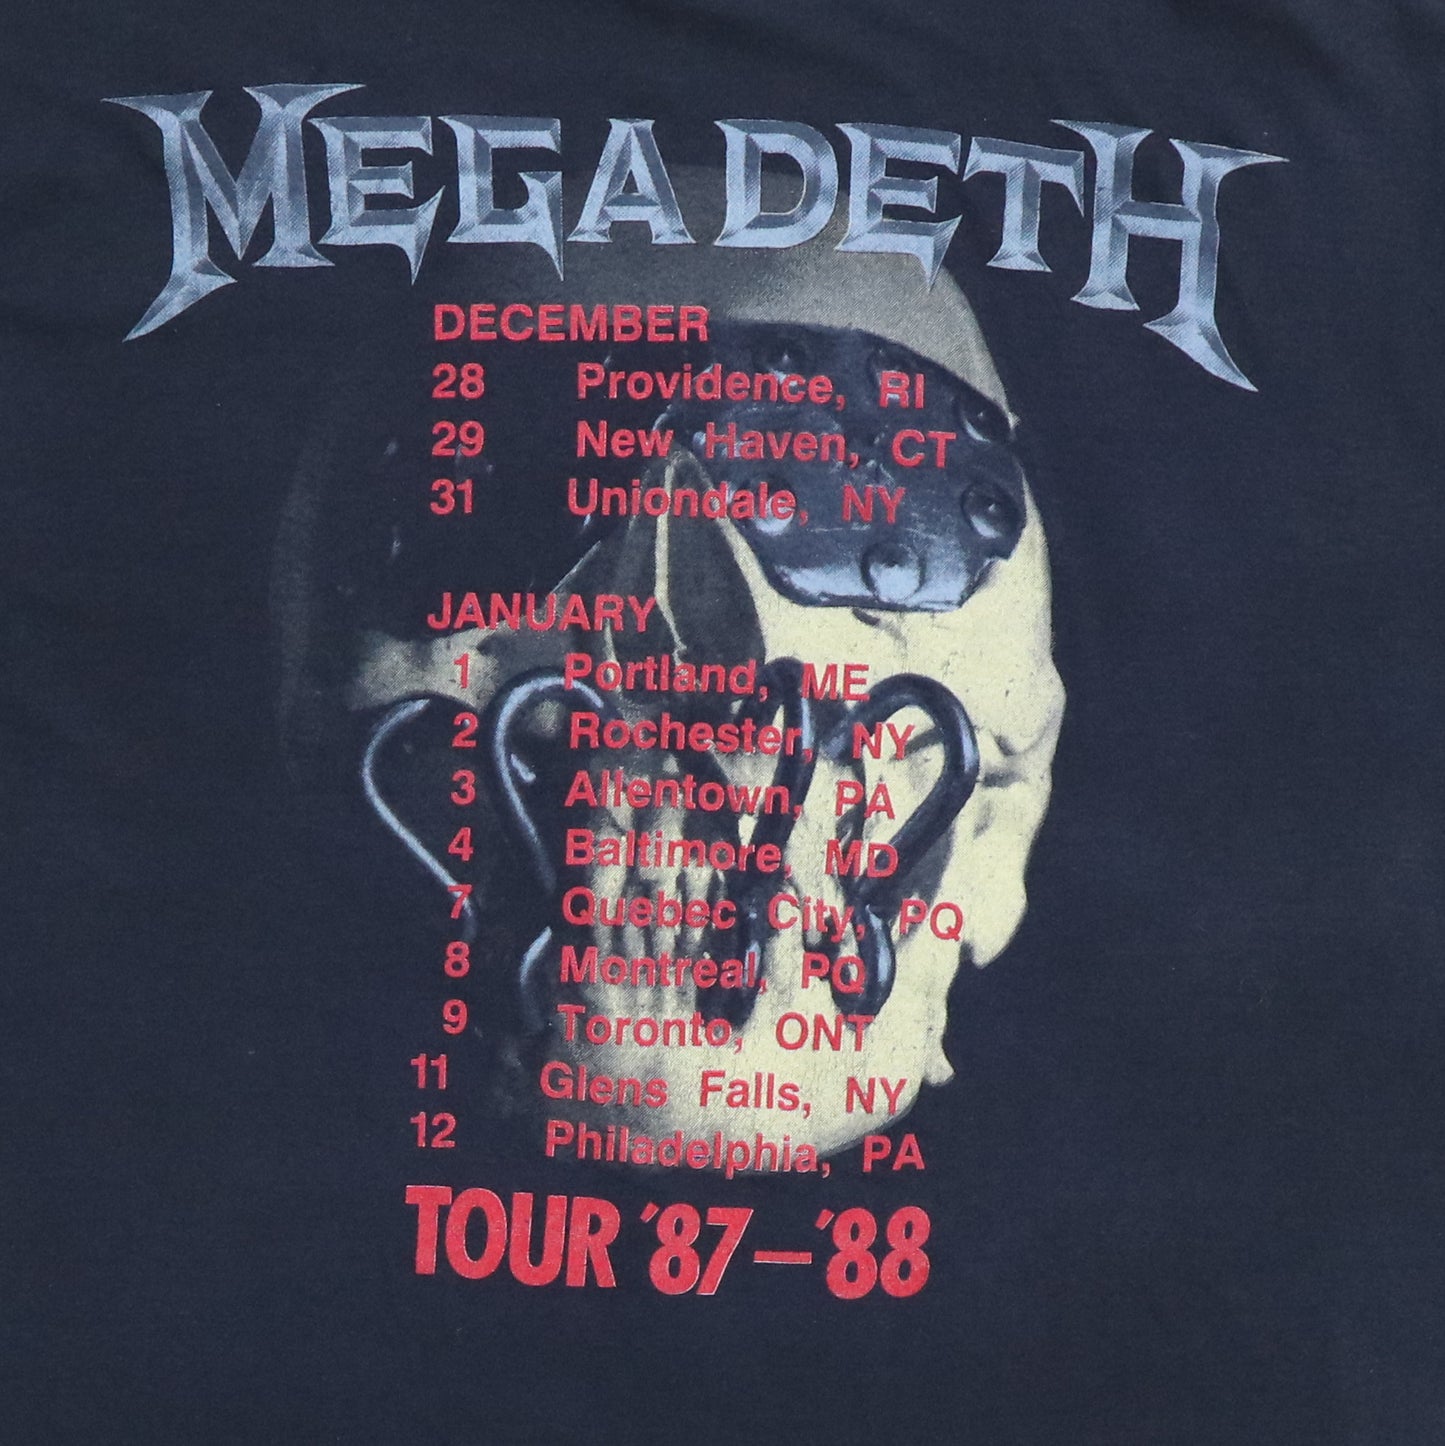 MEGADETH
DECEMBER
28 Providence, RI
29 New Haven, CT
31 Uniondale, NY
JANUARY
1 Portland, ME
2 Rochester, NY
3 Allentown, PA
4 Baltimore, MD
7 Quebec City, PQ
8 Montreal, PQ
9 Toronto, ONT
11 Glens Falls, NY
12 Philadelphia, PA
TOUR '87-'88